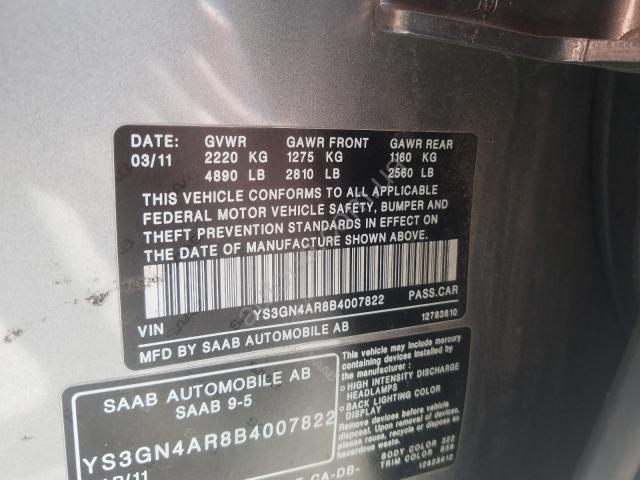 DATE: GVWR GAWR FRONT GAWR REAR
03/11 2220 KG 1275 KG 1160 KG
4890 LB 2810 LB 2560 LB
THIS VEHICLE CONFORMS TO ALL APPLICABLE
FEDERAL MOTOR VEHICLE SAFETY, BUMPER AND
THEFT PREVENTION STANDARDS IN EFFECT ON
THE DATE OF MANUFACTURE SHOWN ABOVE.
YS3GN4AR8B4007822 PASS.CAR
VIN 12783810
MFD BY SAAB AUTOMOBILE AB
SAAB AUTOMOBILE AB
SAAB 9-5
YS3GN4AR8B4007822
This vehicle may include mercury
containing devices installed by
the manufacturer:
HIGH INTENSITY DISCHARGE
HEADLAMPS
BACK LIGHTING COLOR
DISPLAY
Remove devices before vehicle
disposal. Upon removal
please reuse, recycle or
dispose as
hazardous waste.
BODY COLOR 322
TRIM COLOR 659
12823612
CA-DB-